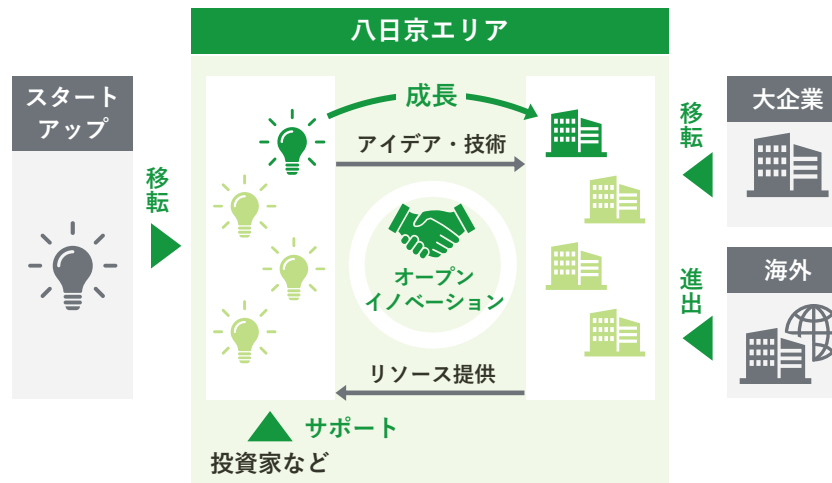 八日京エリア
スタート
アップ
移転
成長
アイデア・技術
オープン
イノベーション
リソース提供
サポート
投資家など
移転
大企業
進出
海外